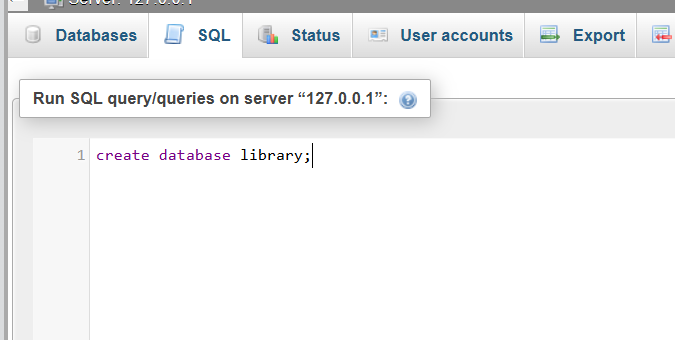 Server: 127.0.0.1
Databases SQL Status User accounts Export
Run SQL query/queries on server “127.0.0.1”:
1 create database library;